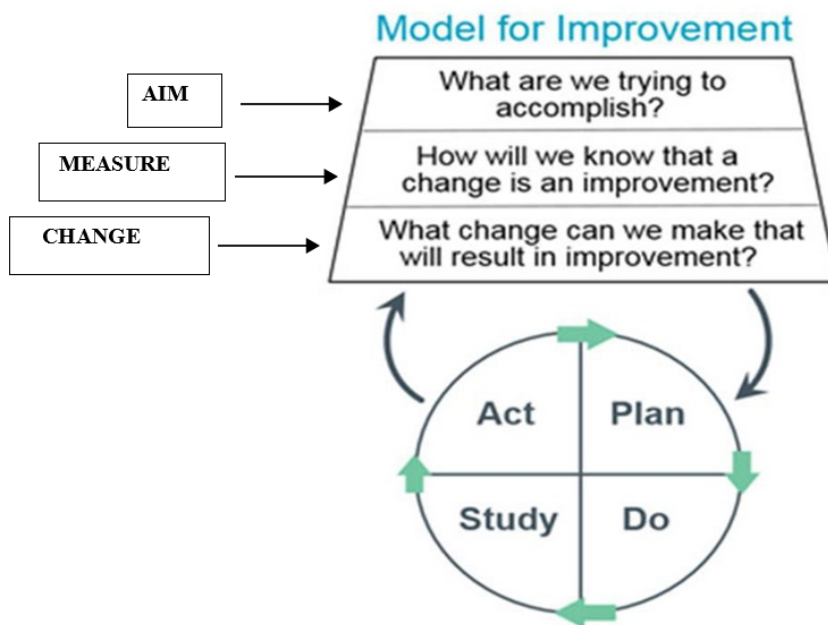 Model for Improvement
AIM
What are we trying to
accomplish?
MEASURE
How will we know that a
change is an improvement?
CHANGE
What change can we make that
will result in improvement?
Act
Plan
Study
Do